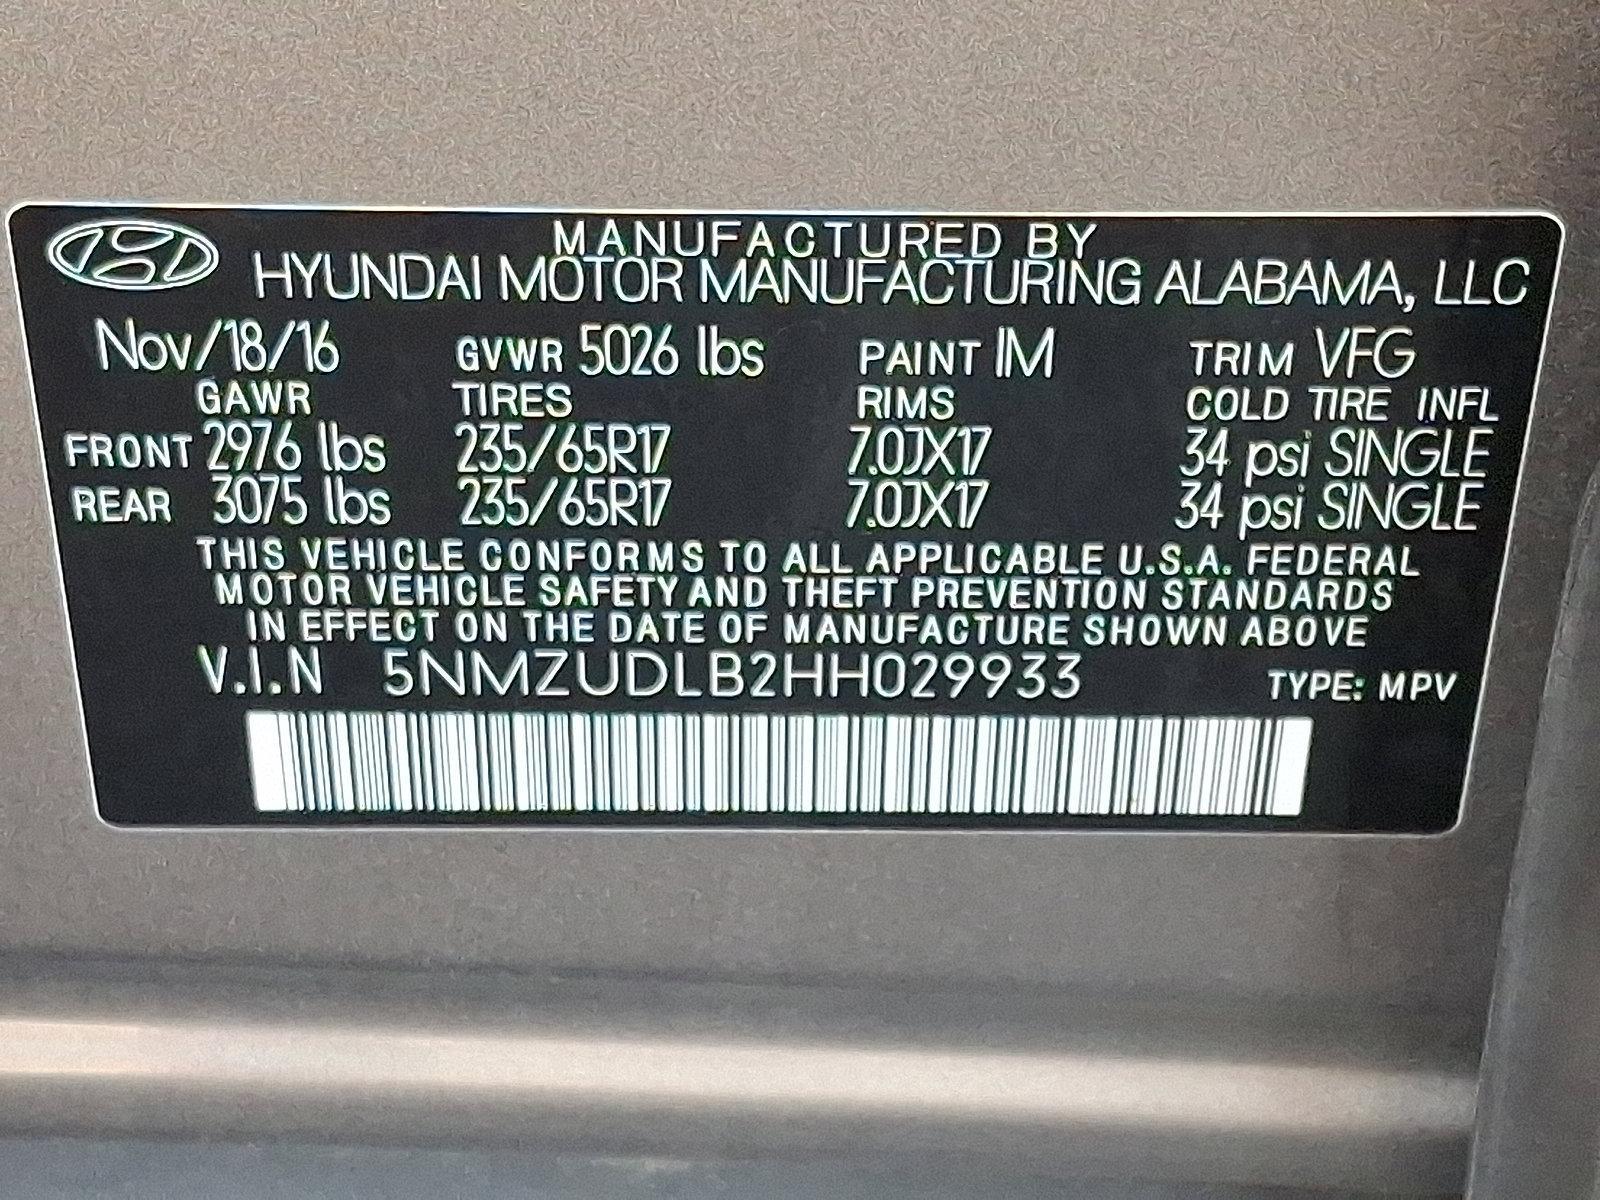 MANUFACTURED BY
HYUNDAI MOTOR MANUFACTURING ALABAMA, LLC
Nov/18/16 GVWR 5026 lbs PAINT IM TRIM VFG
GAWR TIRES RIMS COLD TIRE INFL
FRONT 2976 lbs 235/65R17 7.0JX17 34 psi SINGLE
REAR 3075 lbs 235/65R17 7.0JX17 34 psi SINGLE
THIS VEHICLE CONFORMS TO ALL APPLICABLE U.S.A. FEDERAL
MOTOR VEHICLE SAFETY AND THEFT PREVENTION STANDARDS
IN EFFECT ON THE DATE OF MANUFACTURE SHOWN ABOVE
V.I.N 5NMZUDLB2HH029933 TYPE: MPV